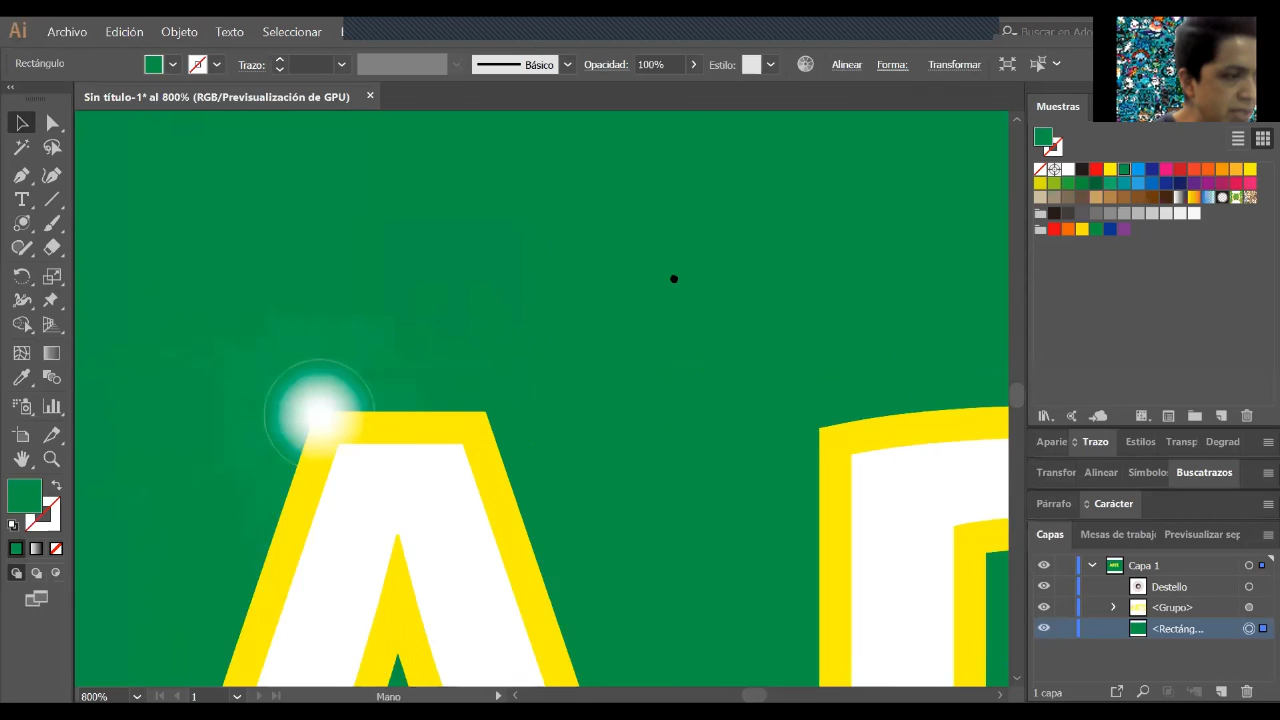 Ai Archivo Edición Objeto Texto Seleccionar Buscar en Ado
Rectángulo Trazo: Básico Opacidad: 100% Estilo: Alinear Forma: Transformar
Sin título-1* al 800% (RGB/Previsualización de GPU) ×
Muestras
A
Aparie Trazo Estilos Transp Degrad
Transfor Alinear Símbolos Buscatrazos
Párrafo Carácter
Capas Mesas de trabajo Previsualizar sep
Capa 1
Destello
<Grupo>
<Rectáng...
800% 1 Mano 1 capa